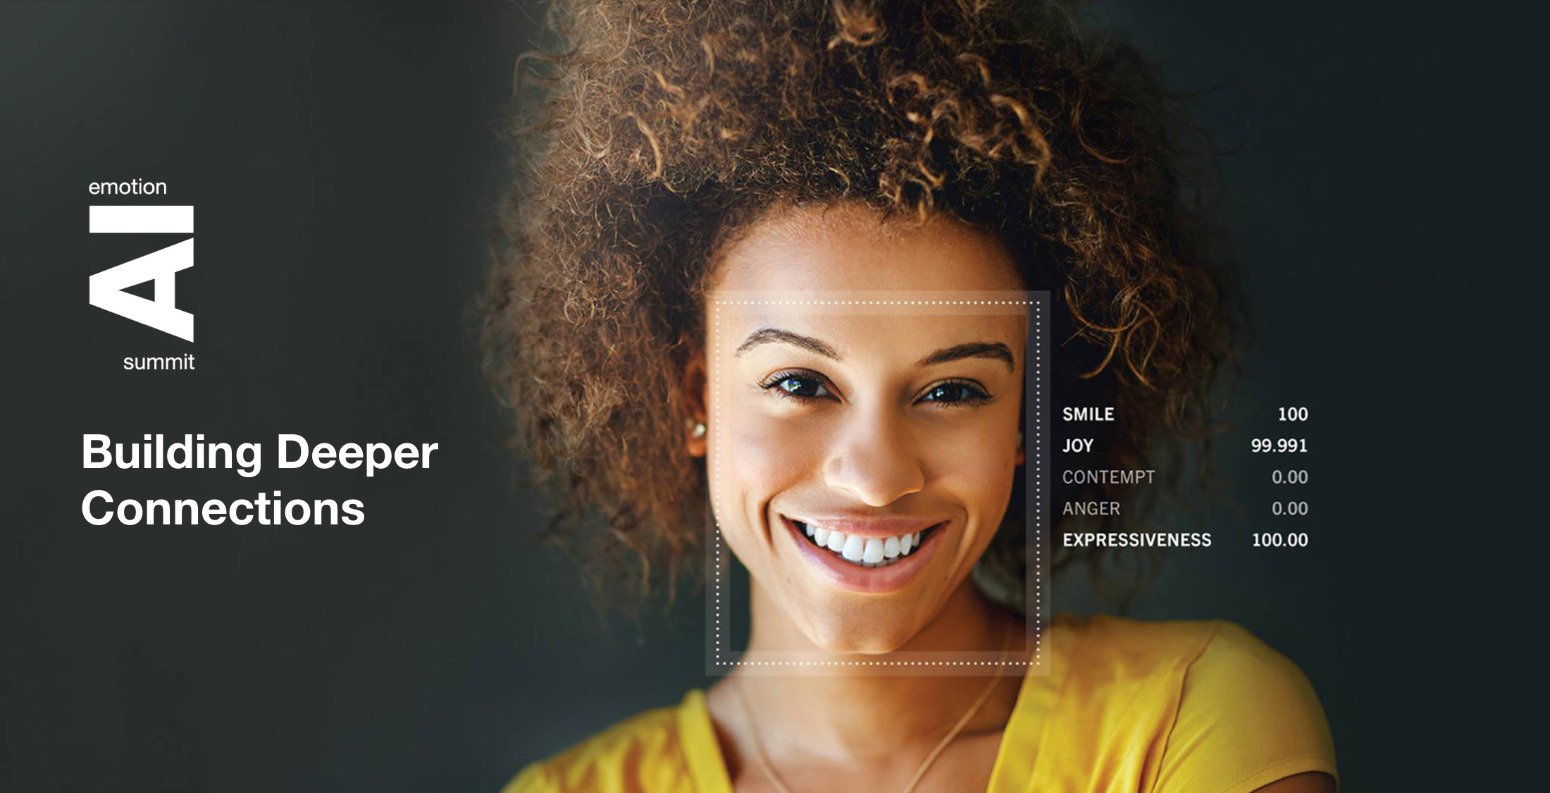 emotion
AI
summit
Building Deeper
Connections
SMILE 100
JOY 99.991
CONTEMPT 0.00
ANGER 0.00
EXPRESSIVENESS 100.00